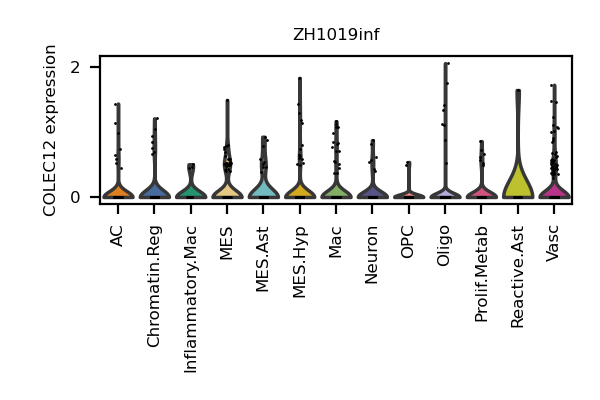 ZH1019inf
COLEC12 expression
2
0
AC
Chromatin.Reg
Inflammatory.Mac
MES
MES.Ast
MES.Hyp
Mac
Neuron
OPC
Oligo
Prolif.Metab
Reactive.Ast
Vasc